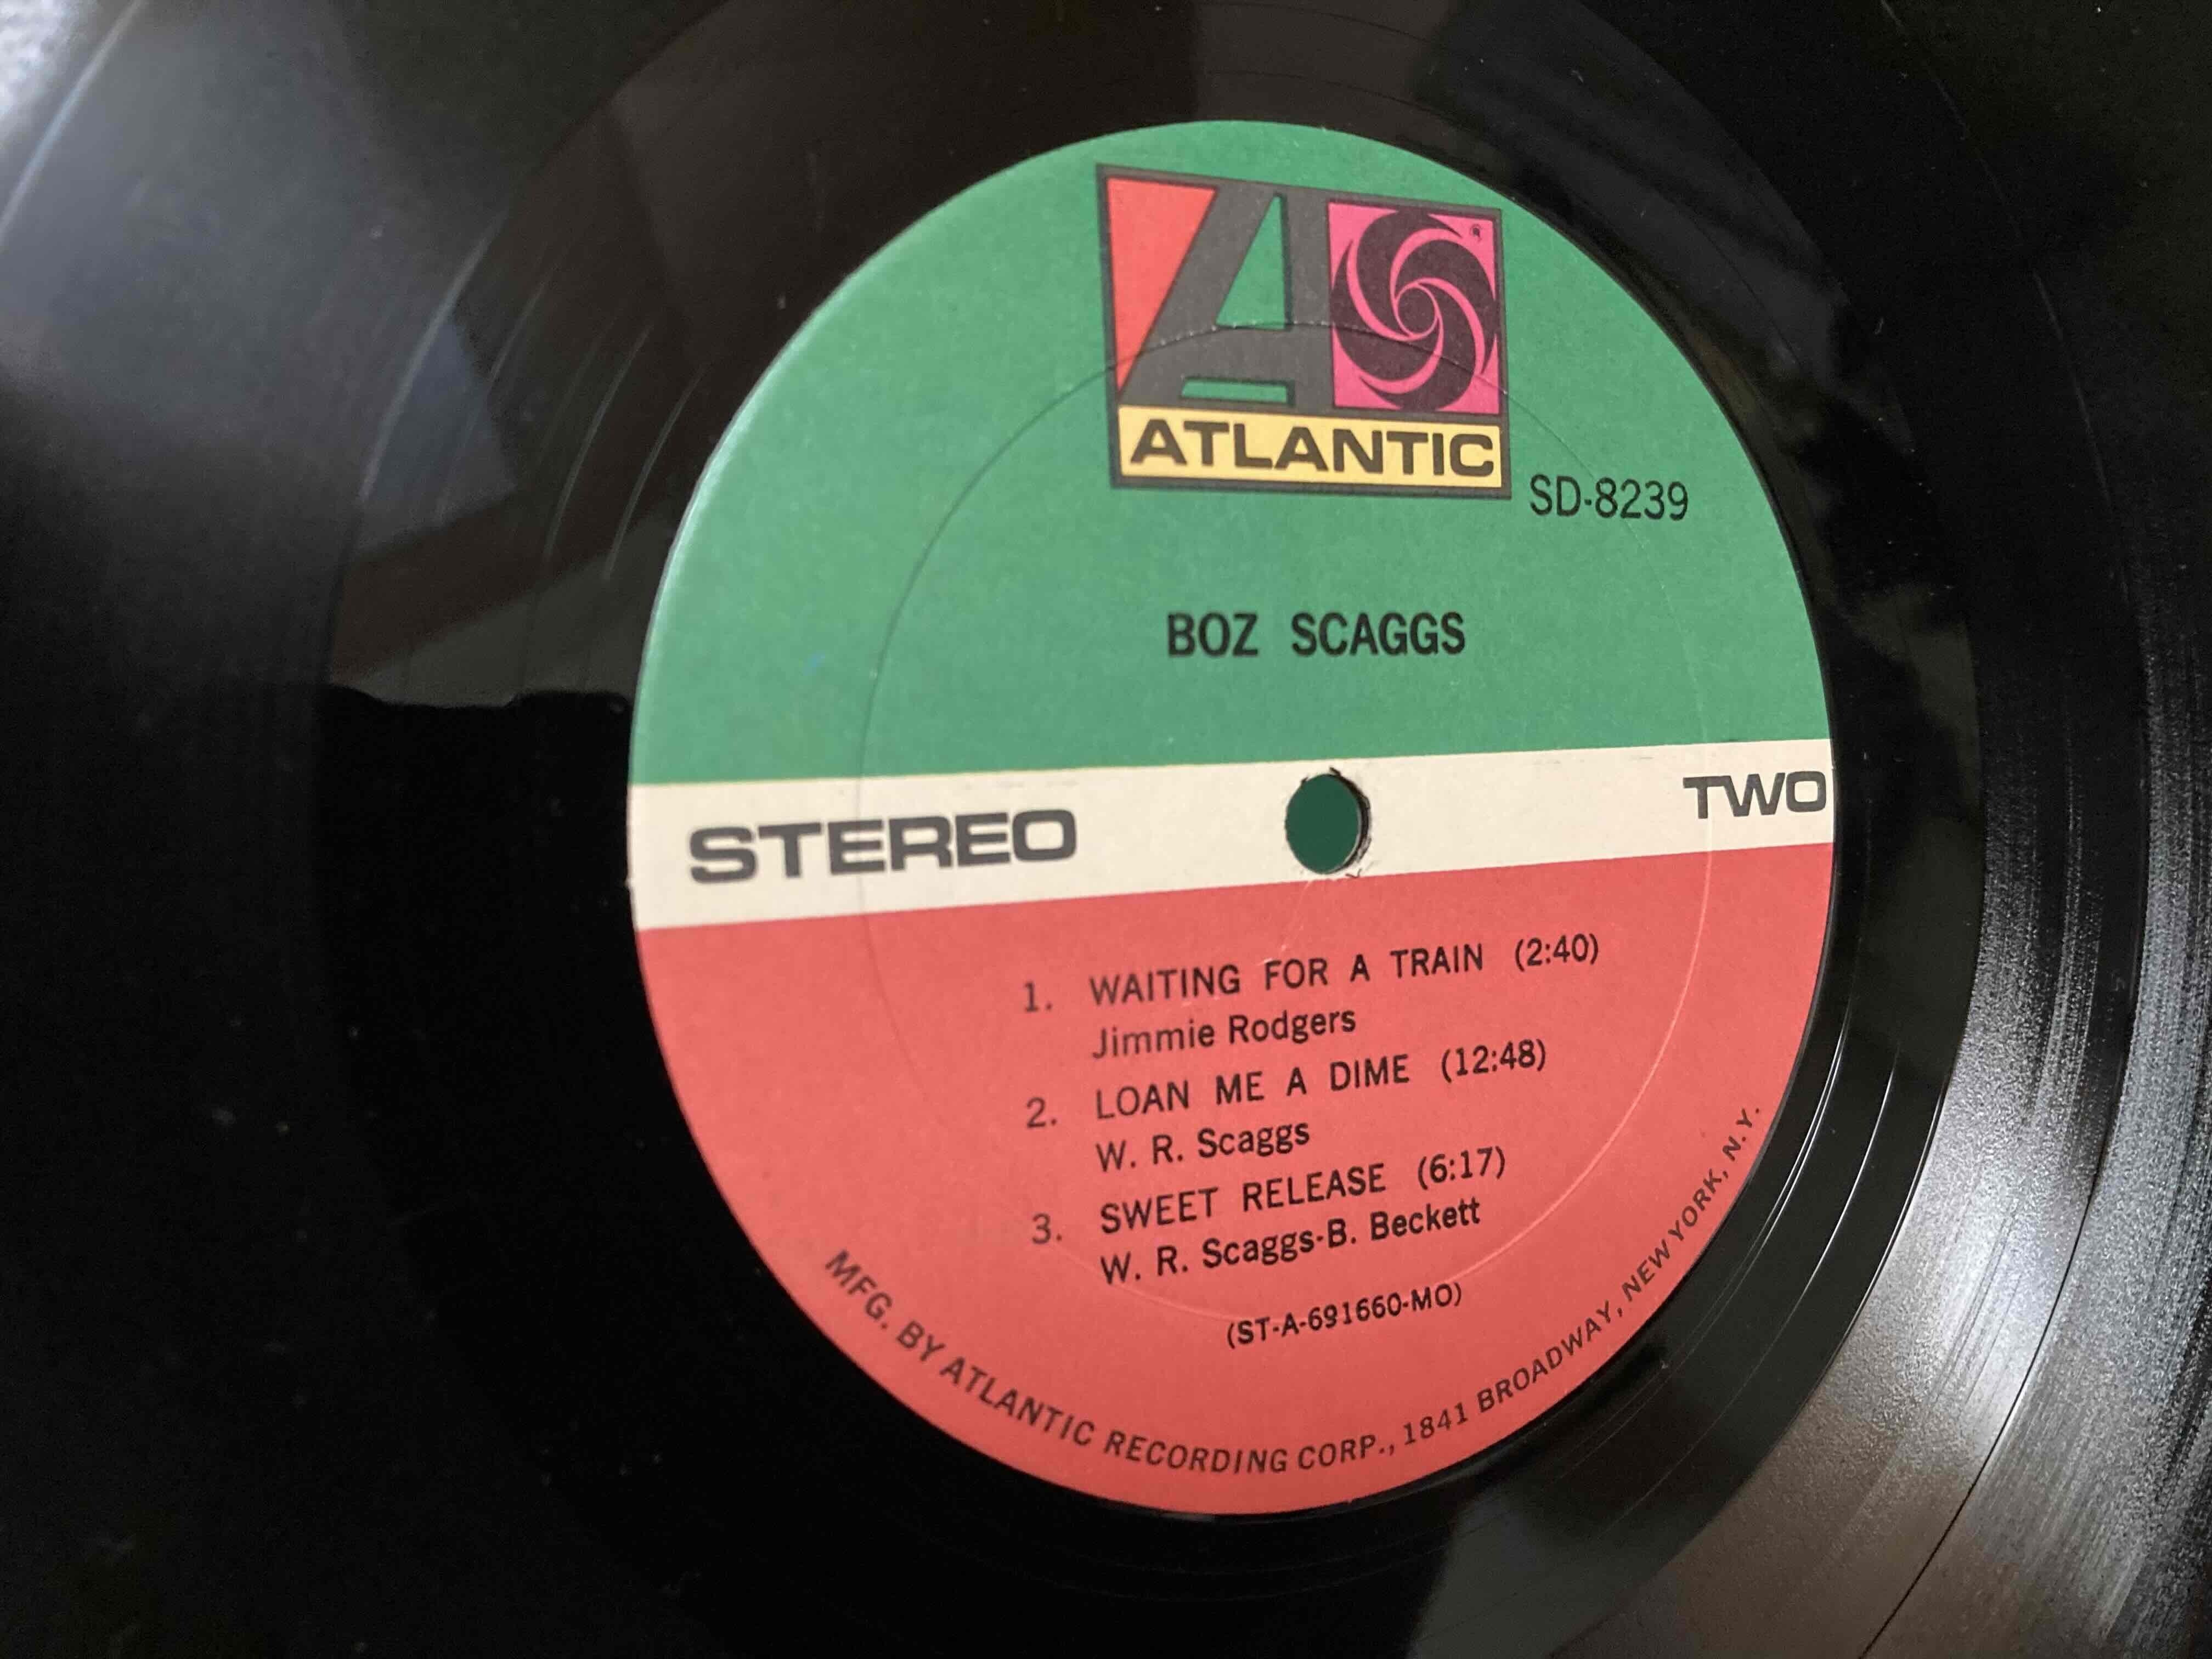 ATLANTIC
SD-8239
BOZ SCAGGS
STEREO
TWO
1. WAITING FOR A TRAIN (2:40)
Jimmie Rodgers
2. LOAN ME A DIME (12:48)
W. R. Scaggs
3. SWEET RELEASE (6:17)
W. R. Scaggs-B. Beckett
(ST-A-691660-MO)
MFG. BY ATLANTIC RECORDING CORP., 1841 BROADWAY, NEW YORK, N.Y.